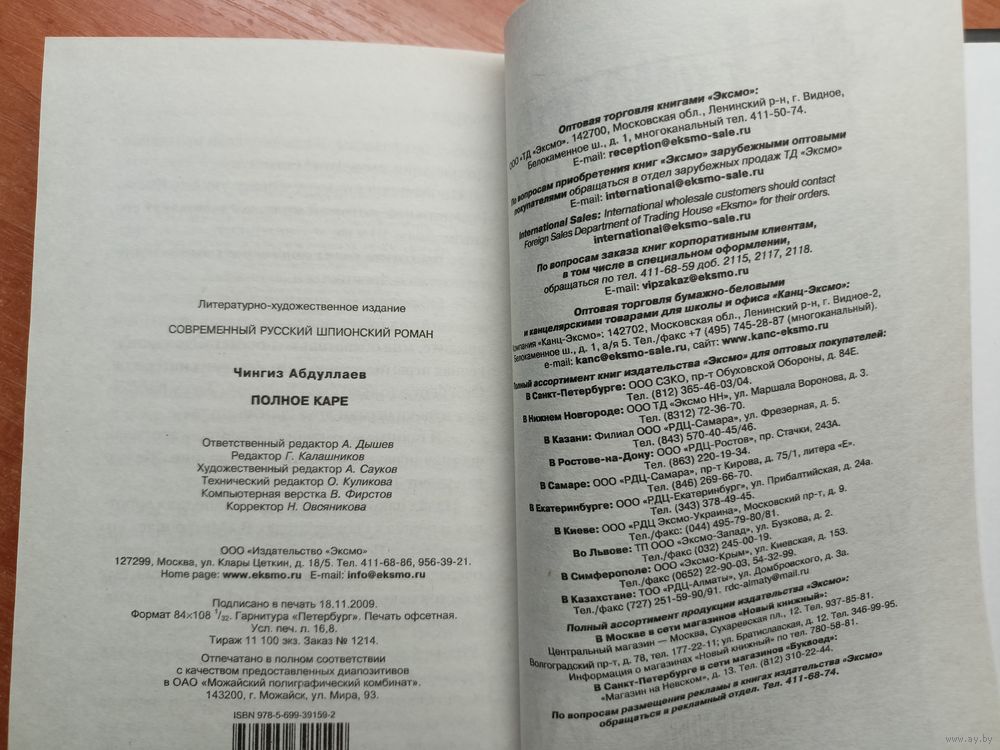 Литературно-художественное издание
СОВРЕМЕННЫЙ РУССКИЙ ШПИОНСКИЙ РОМАН
Чингиз Абдуллаев
ПОЛНОЕ КАРЕ
Ответственный редактор А. Дышев
Редактор Г. Калашников
Художественный редактор А. Сауков
Технический редактор О. Куликова
Компьютерная верстка В. Фирстов
Корректор Н. Овсяникова
ООО «Издательство «Эксмо»
127299, Москва, ул. Клары Цеткин, д. 18/5. Тел. 411-68-86, 956-39-21.
Home page: www.eksmo.ru E-mail: info@eksmo.ru
Подписано в печать 18.11.2009.
Формат 84×108 1/32. Гарнитура «Петербург». Печать офсетная.
Усл. печ. л. 16,8.
Тираж 11 100 экз. Заказ № 1214.
Отпечатано в полном соответствии
с качеством предоставленных диапозитивов
в ОАО «Можайский полиграфический комбинат».
143200, г. Можайск, ул. Мира, 93.
ISBN 978-5-699-39159-2
Оптовая торговля книгами «Эксмо»:
ООО «ТД «Эксмо». 142700, Московская обл., Ленинский р-н, г. Видное,
Белокаменное ш., д. 1, многоканальный тел. 411-50-74.
E-mail: reception@eksmo-sale.ru
По вопросам приобретения книг «Эксмо» зарубежными оптовыми
покупателями обращаться в отдел зарубежных продаж ТД «Эксмо»
E-mail: international@eksmo-sale.ru
International Sales: International wholesale customers should contact
Foreign Sales Department of Trading House «Eksmo» for their orders.
international@eksmo-sale.ru
По вопросам заказа книг корпоративным клиентам,
в том числе в специальном оформлении,
обращаться по тел. 411-68-59 доб. 2115, 2117, 2118.
E-mail: vipzakaz@eksmo.ru
Оптовая торговля бумажно-беловыми
и канцелярскими товарами для школы и офиса «Канц-Эксмо»:
Компания «Канц-Эксмо»: 142702, Московская обл., Ленинский р-н, г. Видное-2,
Белокаменное ш., д. 1, а/я 5. Тел./факс +7 (495) 745-28-87 (многоканальный).
e-mail: kanc@eksmo-sale.ru, сайт: www.kanc-eksmo.ru
Полный ассортимент книг издательства «Эксмо» для оптовых покупателей:
В Санкт-Петербурге: ООО СЗКО, пр-т Обуховской Обороны, д. 84Е.
Тел. (812) 365-46-03/04.
В Нижнем Новгороде: ООО ТД «Эксмо НН», ул. Маршала Воронова, д. 3.
Тел. (8312) 72-36-70.
В Казани: Филиал ООО «РДЦ-Самара», ул. Фрезерная, д. 5.
Тел. (843) 570-40-45/46.
В Ростове-на-Дону: ООО «РДЦ-Ростов», пр. Стачки, 243А.
Тел. (863) 220-19-34.
В Самаре: ООО «РДЦ-Самара», пр-т Кирова, д. 75/1, литера «Е».
Тел. (846) 269-66-70.
В Екатеринбурге: ООО «РДЦ-Екатеринбург», ул. Прибалтийская, д. 24а.
Тел. (343) 378-49-45.
В Киеве: ООО «РДЦ Эксмо-Украина», Московский пр-т, д. 9.
Тел./факс: (044) 495-79-80/81.
Во Львове: ТП ООО «Эксмо-Запад», ул. Бузкова, д. 2.
Тел./факс (032) 245-00-19.
В Симферополе: ООО «Эксмо-Крым», ул. Киевская, д. 153.
Тел./факс (0652) 22-90-03, 54-32-99.
В Казахстане: ТОО «РДЦ-Алматы», ул. Домбровского, д. 3а.
Тел./факс (727) 251-59-90/91. rdc-almaty@mail.ru
Полный ассортимент продукции издательства «Эксмо»:
В Москве в сети магазинов «Новый книжный»:
Центральный магазин — Москва, Сухаревская пл., 12. Тел. 937-85-81.
Волгоградский пр-т, д. 78, тел. 177-22-11; ул. Братиславская, д. 12. Тел. 346-99-95.
Информация о магазинах «Новый книжный» по тел. 780-58-81.
В Санкт-Петербурге в сети магазинов «Буквоед»:
«Магазин на Невском», д. 13. Тел. (812) 310-22-44.
По вопросам размещения рекламы в книгах издательства «Эксмо»
обращаться в рекламный отдел. Тел. 411-68-74.
www.ay.by